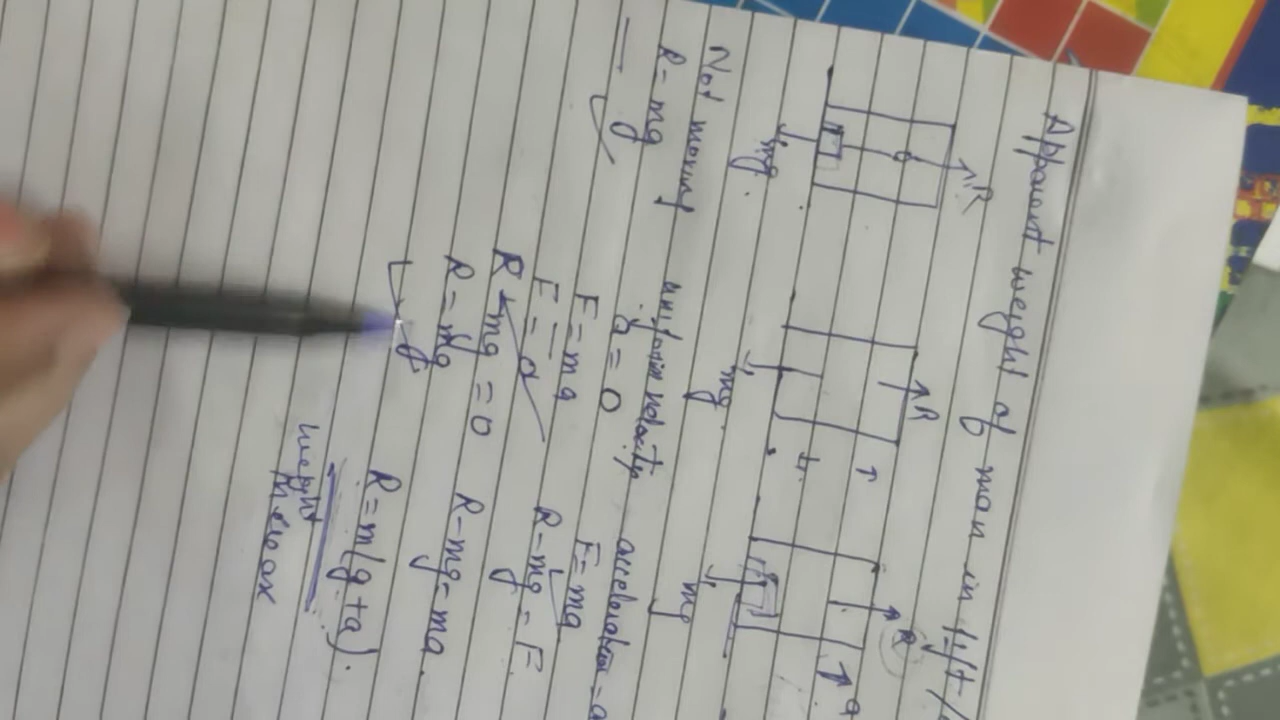 Apparent weight of man in lift /
R
mg
Not moving
R = mg
R
mg
uniform velocity
a = 0
F = ma
F = 0
R - mg = 0
R = mg
R
a
mg
acceleration = a
F = ma
R - mg = F
R - mg = ma
R = m(g + a).
weight